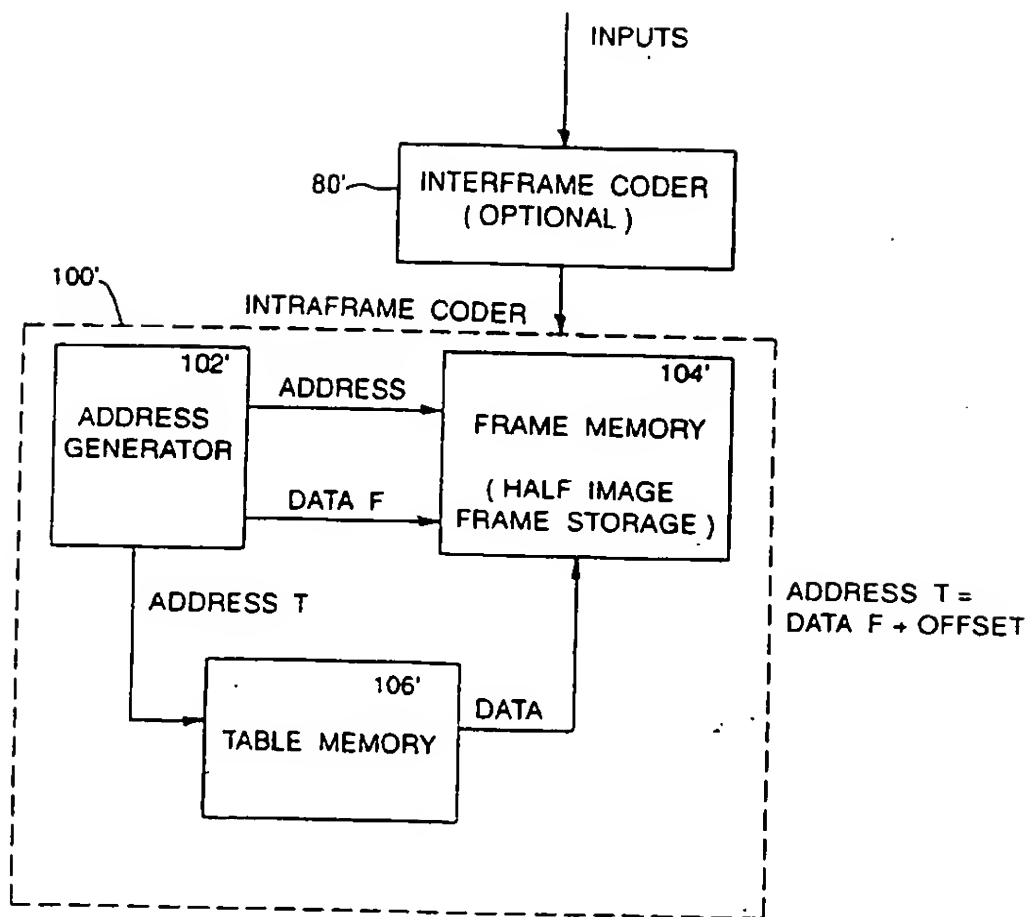 INPUTS
80'
INTERFRAME CODER
( OPTIONAL )
100'
INTRAFRAME CODER
102'
ADDRESS
GENERATOR
ADDRESS
DATA F
104'
FRAME MEMORY
( HALF IMAGE
FRAME STORAGE )
ADDRESS T
106'
TABLE MEMORY
DATA
ADDRESS T =
DATA F + OFFSET